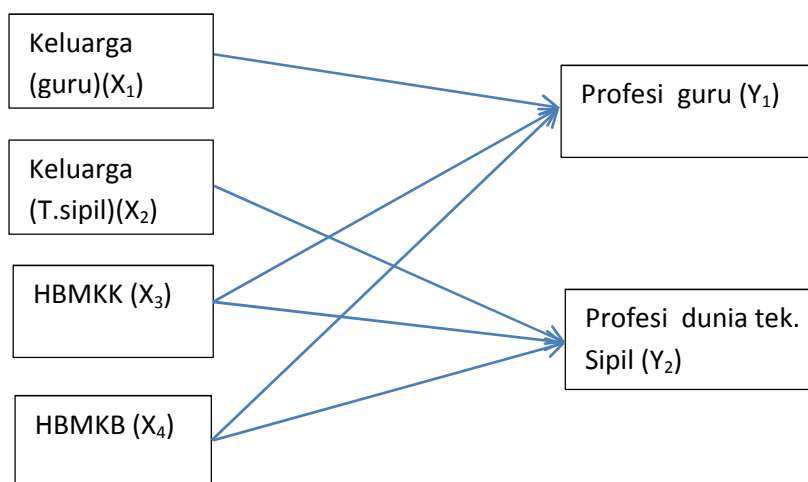 Keluarga
(guru)(X₁)
Profesi guru (Y₁)
Keluarga
(T.sipil)(X₂)
HBMKK (X₃)
Profesi dunia tek.
Sipil (Y₂)
HBMKB (X₄)